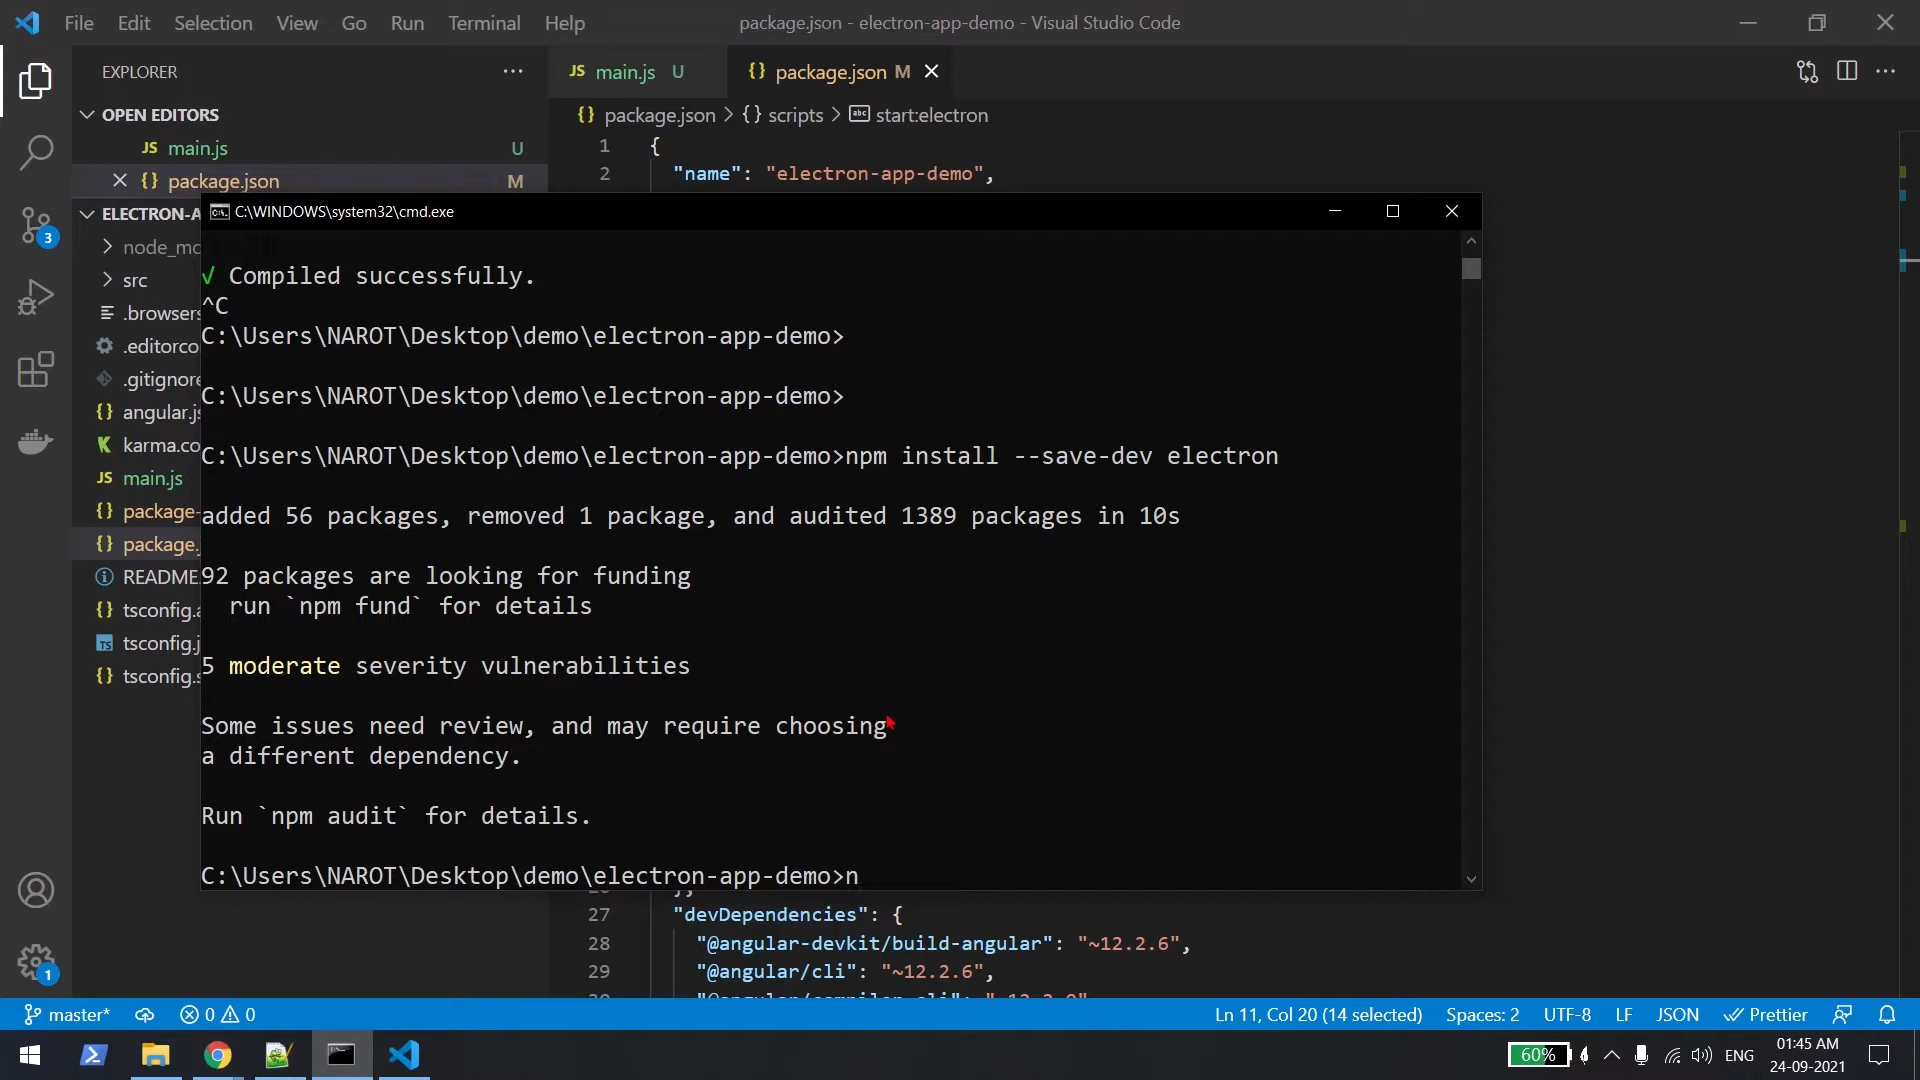 File Edit Selection View Go Run Terminal Help
package.json - electron-app-demo - Visual Studio Code
EXPLORER
JS main.js U
{} package.json M
OPEN EDITORS
{} package.json > {} scripts > abc start:electron
JS main.js U
1 {
{} package.json M
2 "name": "electron-app-demo",
ELECTRON-A
C:\WINDOWS\system32\cmd.exe
3
node_mo
src
.browsers
.editorco
.gitignore
{} angular.js
karma.co
JS main.js
{} package-
{} package.
README
{} tsconfig.a
TS tsconfig.j
{} tsconfig.s
√ Compiled successfully.
^C
C:\Users\NAROT\Desktop\demo\electron-app-demo>
C:\Users\NAROT\Desktop\demo\electron-app-demo>
C:\Users\NAROT\Desktop\demo\electron-app-demo>npm install --save-dev electron
added 56 packages, removed 1 package, and audited 1389 packages in 10s
92 packages are looking for funding
run `npm fund` for details
5 moderate severity vulnerabilities
Some issues need review, and may require choosing
a different dependency.
Run `npm audit` for details.
C:\Users\NAROT\Desktop\demo\electron-app-demo>n
27 "devDependencies": {
28 "@angular-devkit/build-angular": "~12.2.6",
29 "@angular/cli": "~12.2.6",
1
master* 0 0
Ln 11, Col 20 (14 selected) Spaces: 2 UTF-8 LF JSON Prettier
60% ENG
01:45 AM
24-09-2021